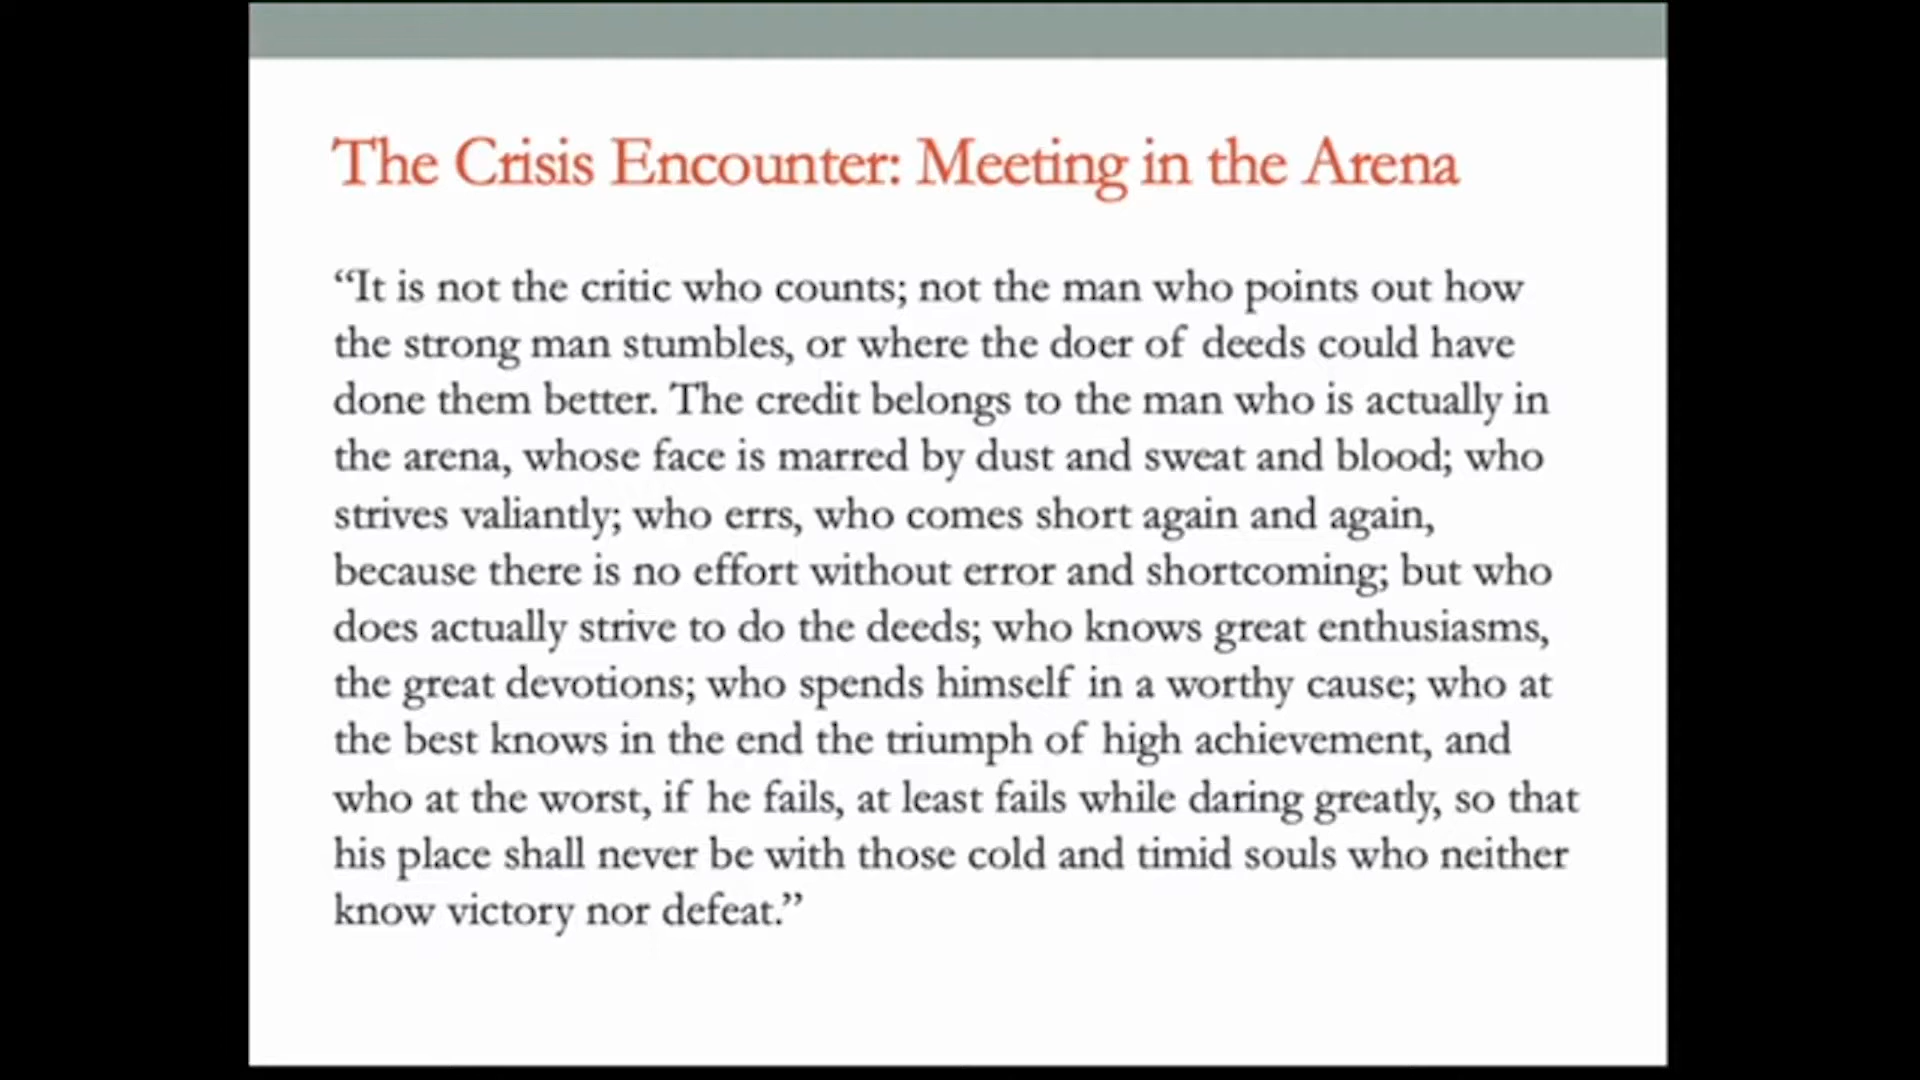 The Crisis Encounter: Meeting in the Arena
“It is not the critic who counts; not the man who points out how
the strong man stumbles, or where the doer of deeds could have
done them better. The credit belongs to the man who is actually in
the arena, whose face is marred by dust and sweat and blood; who
strives valiantly; who errs, who comes short again and again,
because there is no effort without error and shortcoming; but who
does actually strive to do the deeds; who knows great enthusiasms,
the great devotions; who spends himself in a worthy cause; who at
the best knows in the end the triumph of high achievement, and
who at the worst, if he fails, at least fails while daring greatly, so that
his place shall never be with those cold and timid souls who neither
know victory nor defeat.”